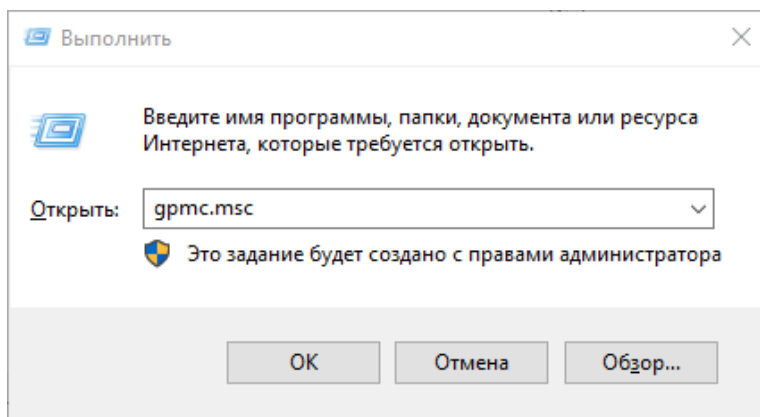 Выполнить
Введите имя программы, папки, документа или ресурса
Интернета, которые требуется открыть.
Открыть: gpmc.msc
Это задание будет создано с правами администратора
ОК Отмена Обзор...